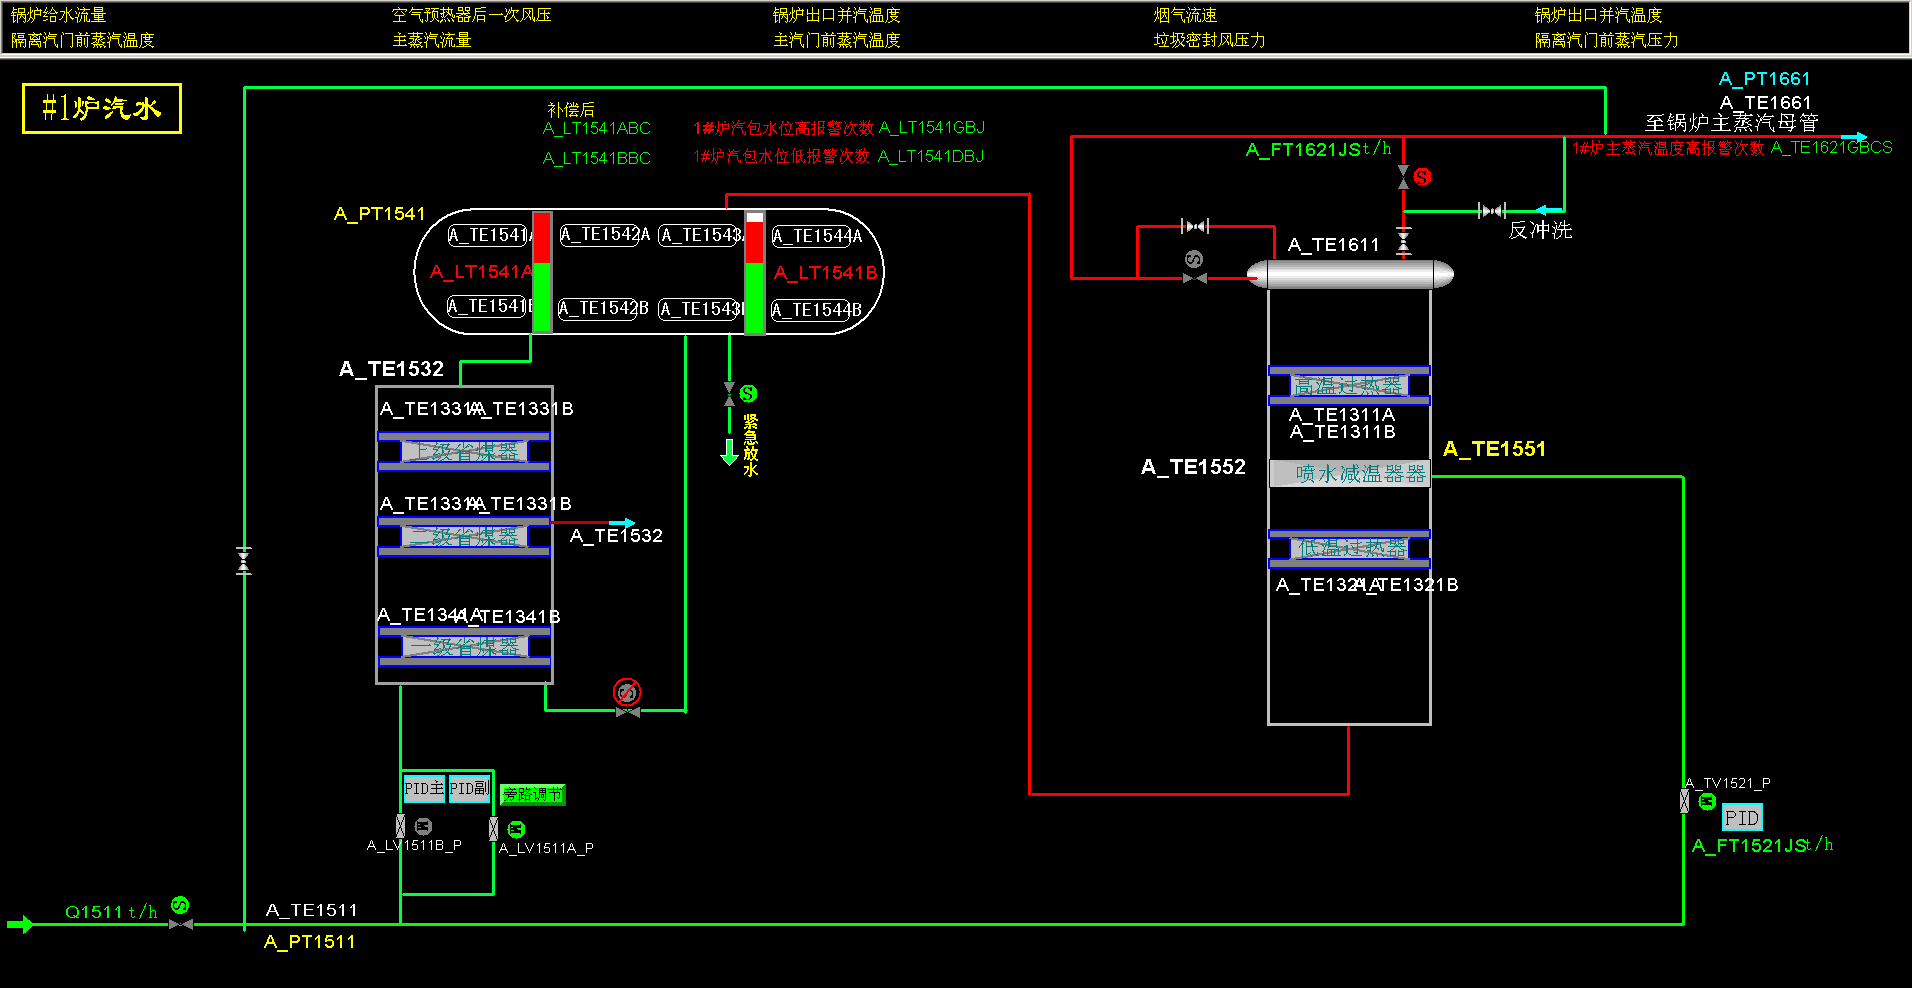 锅炉给水流量 空气预热器后一次风压 锅炉出口并汽温度 烟气流速 锅炉出口并汽温度
隔离汽门前蒸汽温度 主蒸汽流量 主汽门前蒸汽温度 垃圾密封风压力 隔离汽门前蒸汽压力
A_PT1661
#1炉汽水
A_TE1661
补偿后
至锅炉主蒸汽母管
A_LT1541ABC 1#炉汽包水位高报警次数 A_LT1541GBJ
A_FT1621JS t/h 1#炉主蒸汽温度高报警次数 A_TE1621GBCS
A_LT1541BBC 1#炉汽包水位低报警次数 A_LT1541DBJ
S
A_PT1541
反冲洗
A_TE1541A A_TE1542A A_TE1543A A_TE1544A
A_TE1611
S
A_LT1541A A_LT1541B
A_TE1541B A_TE1542B A_TE1543B A_TE1544B
A_TE1532
高温过热器
S
A_TE1331A A_TE1331B
A_TE1311A
A_TE1311B
紧急放水
上级省煤器
A_TE1551
A_TE1552
喷水减温器器
A_TE1331A A_TE1331B
二级省煤器
A_TE1532
低温过热器
A_TE1321A A_TE1321B
A_TE1341A A_TE1341B
一级省煤器
S
A_TV1521_P
PID主 PID副 旁路调节
M
PID
M M
A_LV1511B_P A_LV1511A_P
A_FT1521JS t/h
S
Q1511 t/h A_TE1511
A_PT1511